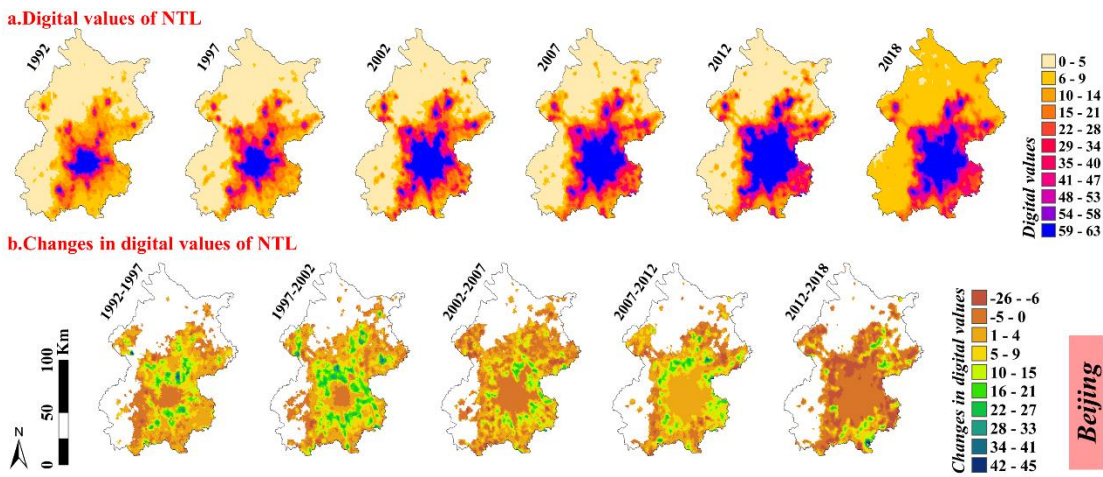 a.Digital values of NTL
1992
1997
2002
2007
2012
2018
Digital values
0 - 5
6 - 9
10 - 14
15 - 21
22 - 28
29 - 34
35 - 40
41 - 47
48 - 53
54 - 58
59 - 63
b.Changes in digital values of NTL
1992-1997
1997-2002
2002-2007
2007-2012
2012-2018
Changes in digital values
-26 - -6
-5 - 0
1 - 4
5 - 9
10 - 15
16 - 21
22 - 27
28 - 33
34 - 41
42 - 45
Beijing
N
0 50 100 Km